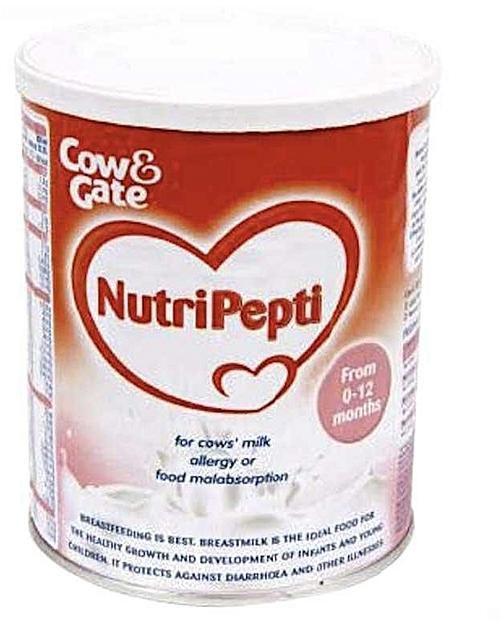 Cow&
Gate
NutriPepti
From
0-12
months
for cows' milk
allergy or
food malabsorption
BREASTFEEDING IS BEST. BREASTMILK IS THE IDEAL FOOD FOR
THE HEALTHY GROWTH AND DEVELOPMENT OF INFANTS AND YOUNG
CHILDREN. IT PROTECTS AGAINST DIARRHOEA AND OTHER ILLNESSES